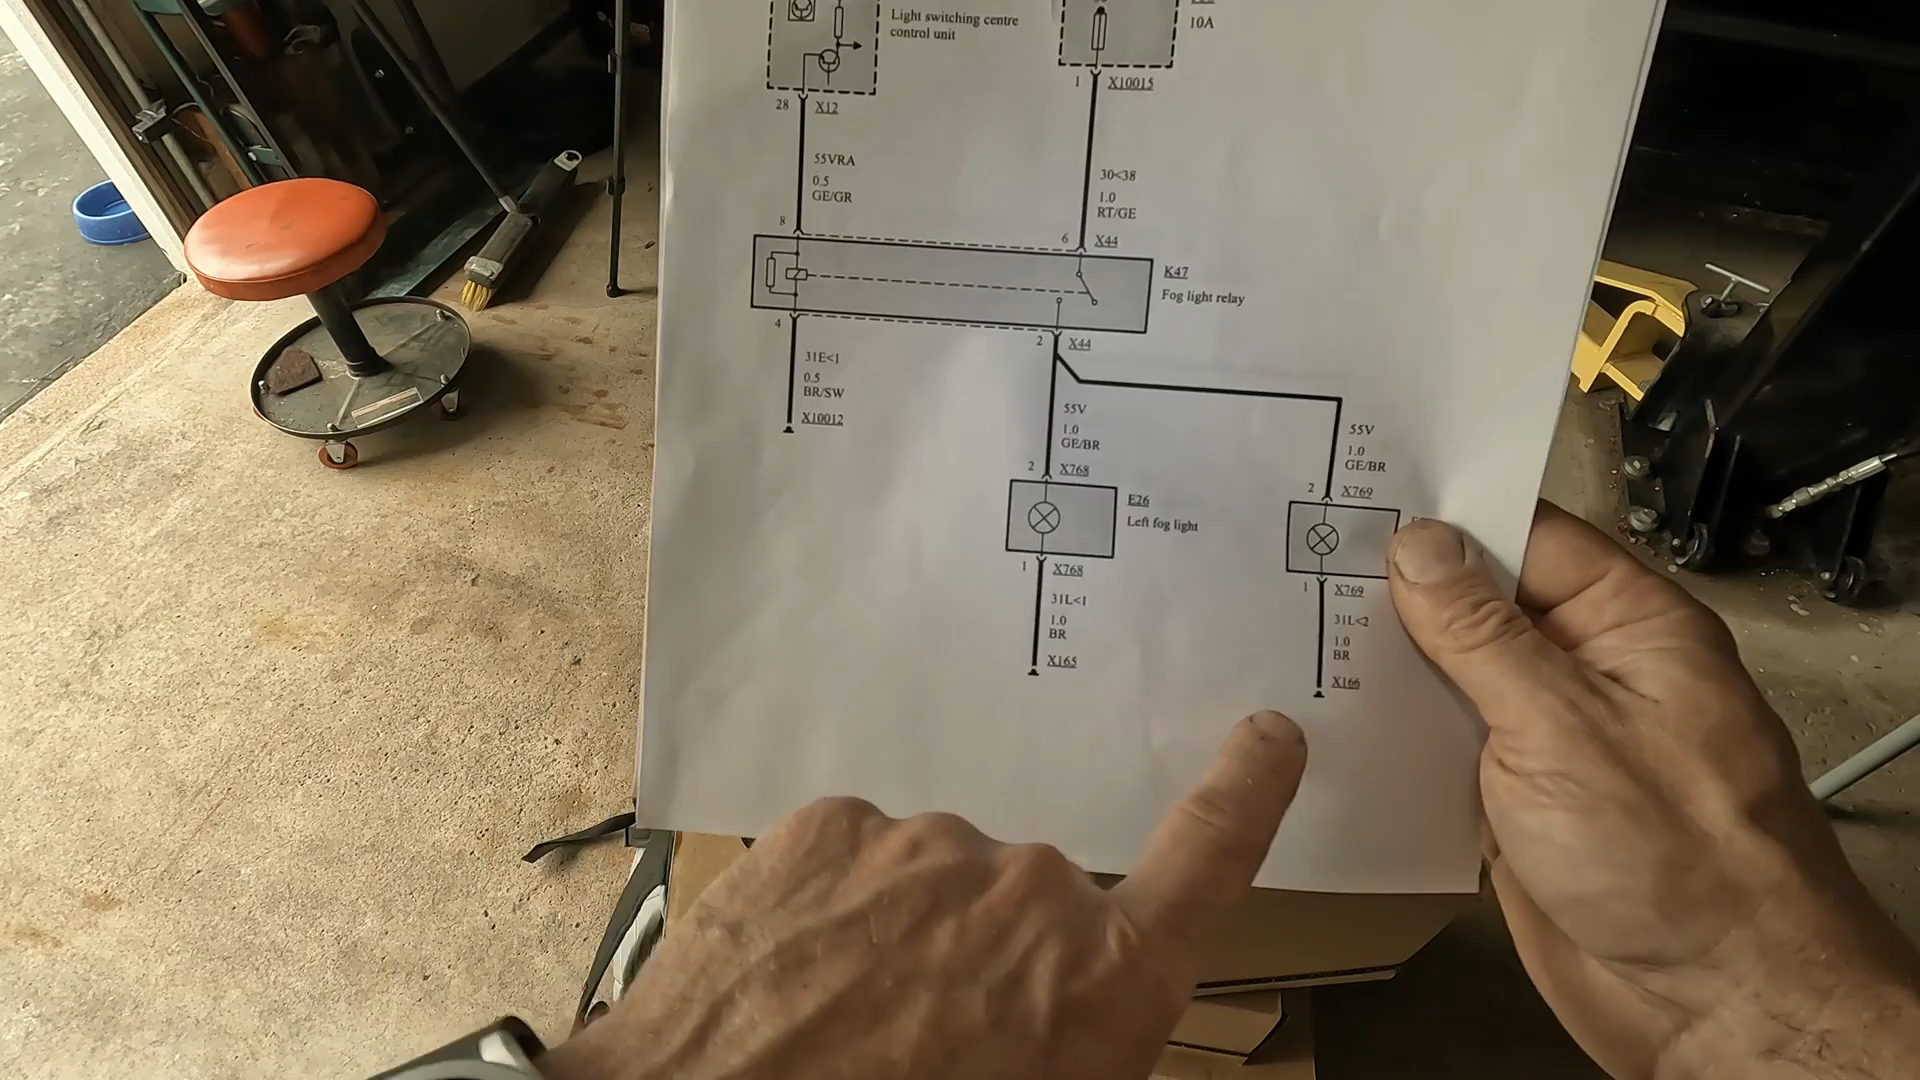 Light switching centre
control unit
10A
1 X10015
28 X12
55VRA
0.5
GE/GR
30<38
1.0
RT/GE
8
6 X44
K47
Fog light relay
4
2 X44
31E<1
0.5
BR/SW
X10012
55V
1.0
GE/BR
55V
1.0
GE/BR
2 X768
2 X769
E26
Left fog light
1 X768
1 X769
31L<1
1.0
BR
31L<2
1.0
BR
X165
X166